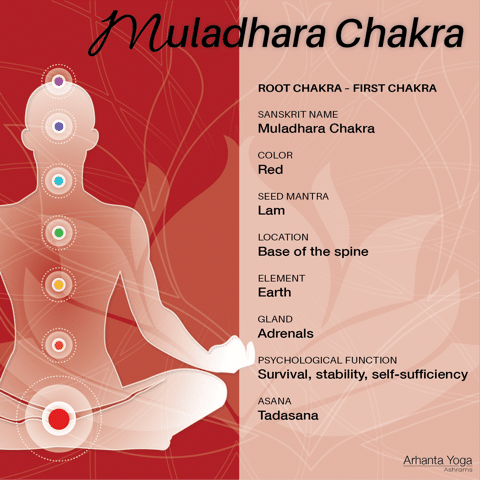 Muladhara Chakra
ROOT CHAKRA - FIRST CHAKRA
SANSKRIT NAME
Muladhara Chakra
COLOR
Red
SEED MANTRA
Lam
LOCATION
Base of the spine
ELEMENT
Earth
GLAND
Adrenals
PSYCHOLOGICAL FUNCTION
Survival, stability, self-sufficiency
ASANA
Tadasana
Arhanta Yoga
Ashrams